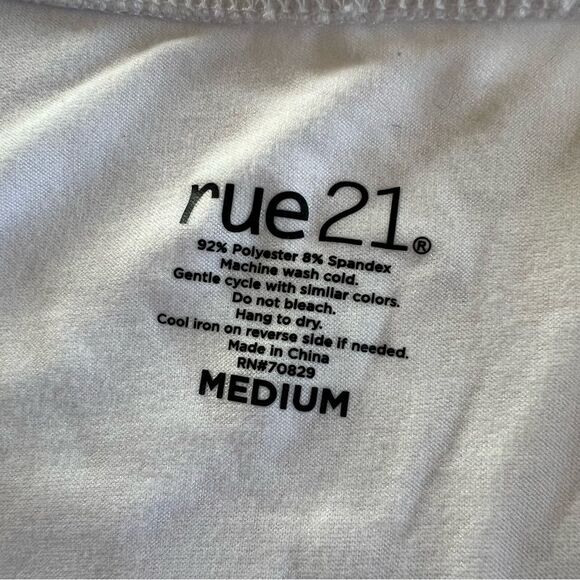 rue21®
92% Polyester 8% Spandex
Machine wash cold.
Gentle cycle with similar colors.
Do not bleach.
Hang to dry.
Cool iron on reverse side if needed.
Made in China
RN#70829
MEDIUM